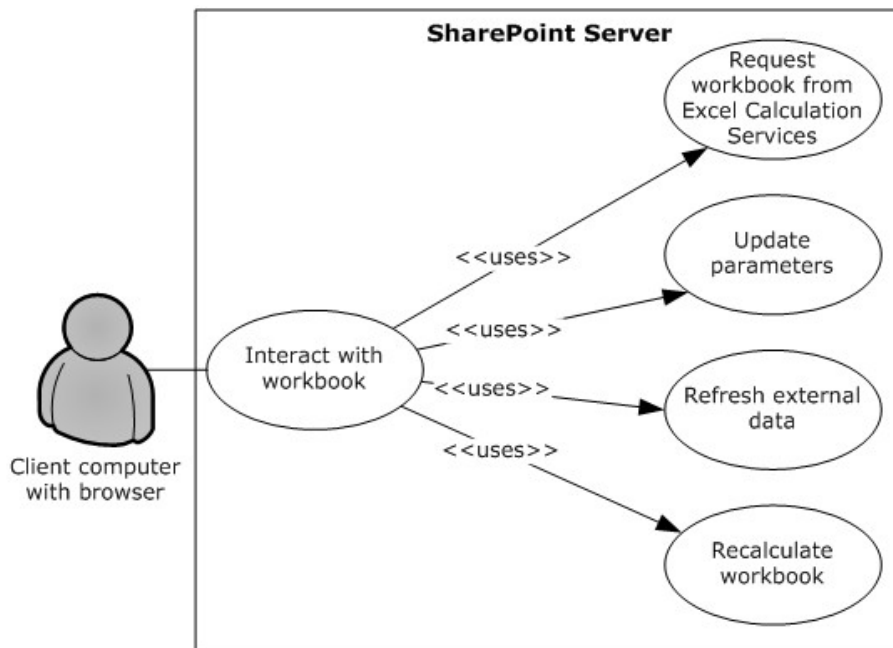 SharePoint Server
Request
workbook from
Excel Calculation
Services
<<uses>>
Update
parameters
<<uses>>
Interact with
workbook
<<uses>>
Refresh external
data
<<uses>>
Client computer
with browser
Recalculate
workbook